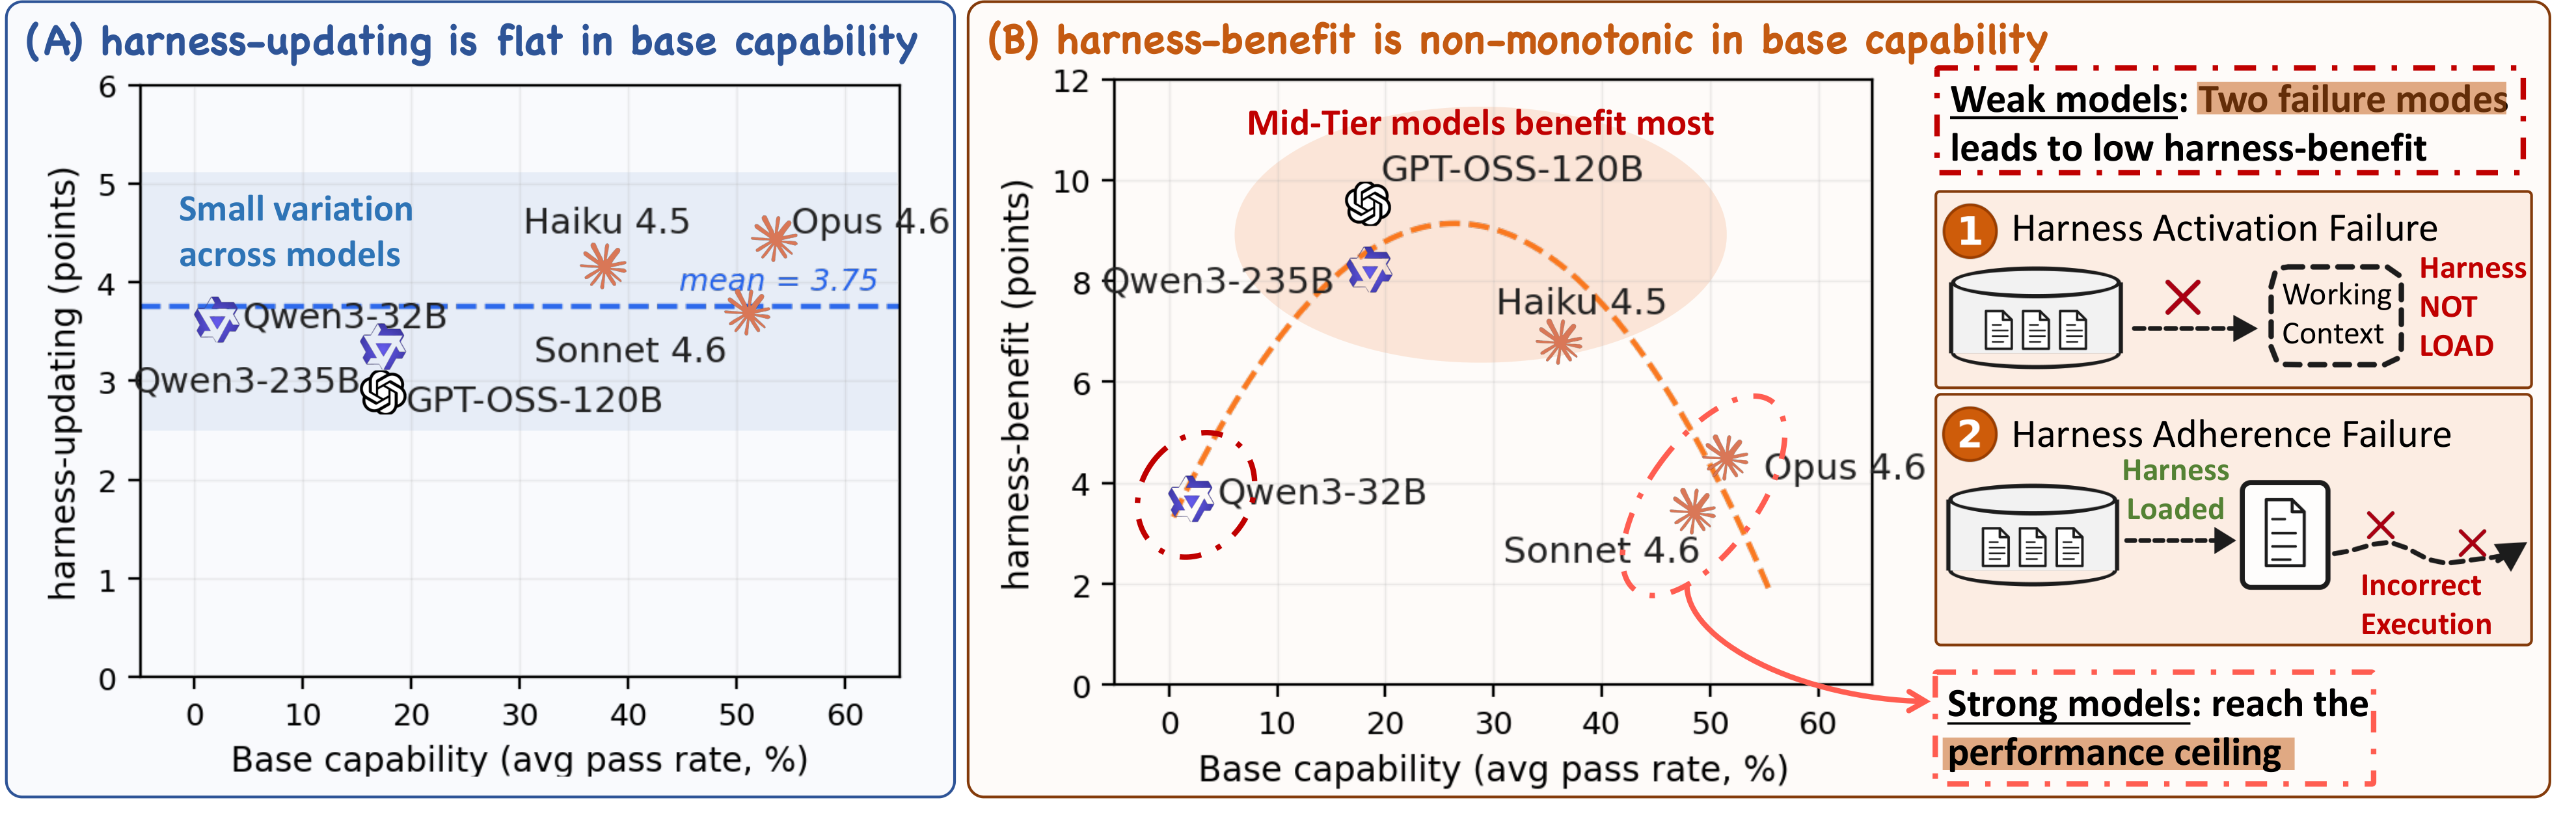 (A) harness-updating is flat in base capability
harness-updating (points)
6
5
4
3
2
1
0
Small variation
across models
Haiku 4.5
Opus 4.6
mean = 3.75
Qwen3-32B
Sonnet 4.6
Qwen3-235B
GPT-OSS-120B
0 10 20 30 40 50 60
Base capability (avg pass rate, %)
(B) harness-benefit is non-monotonic in base capability
harness-benefit (points)
12
10
8
6
4
2
0
Mid-Tier models benefit most
GPT-OSS-120B
Qwen3-235B
Haiku 4.5
Opus 4.6
Qwen3-32B
Sonnet 4.6
0 10 20 30 40 50 60
Base capability (avg pass rate, %)
Weak models: Two failure modes
leads to low harness-benefit
1 Harness Activation Failure
Working
Context
Harness
NOT
LOAD
2 Harness Adherence Failure
Harness
Loaded
Incorrect
Execution
Strong models: reach the
performance ceiling